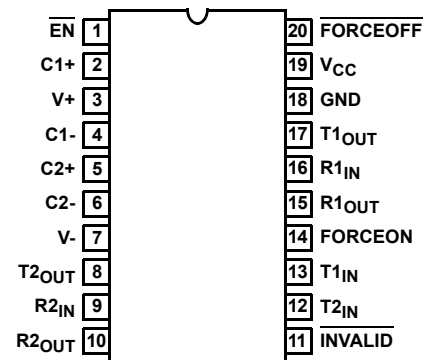 EN 1 20 FORCEOFF
C1+ 2 19 VCC
V+ 3 18 GND
C1- 4 17 T1OUT
C2+ 5 16 R1IN
C2- 6 15 R1OUT
V- 7 14 FORCEON
T2OUT 8 13 T1IN
R2IN 9 12 T2IN
R2OUT 10 11 INVALID